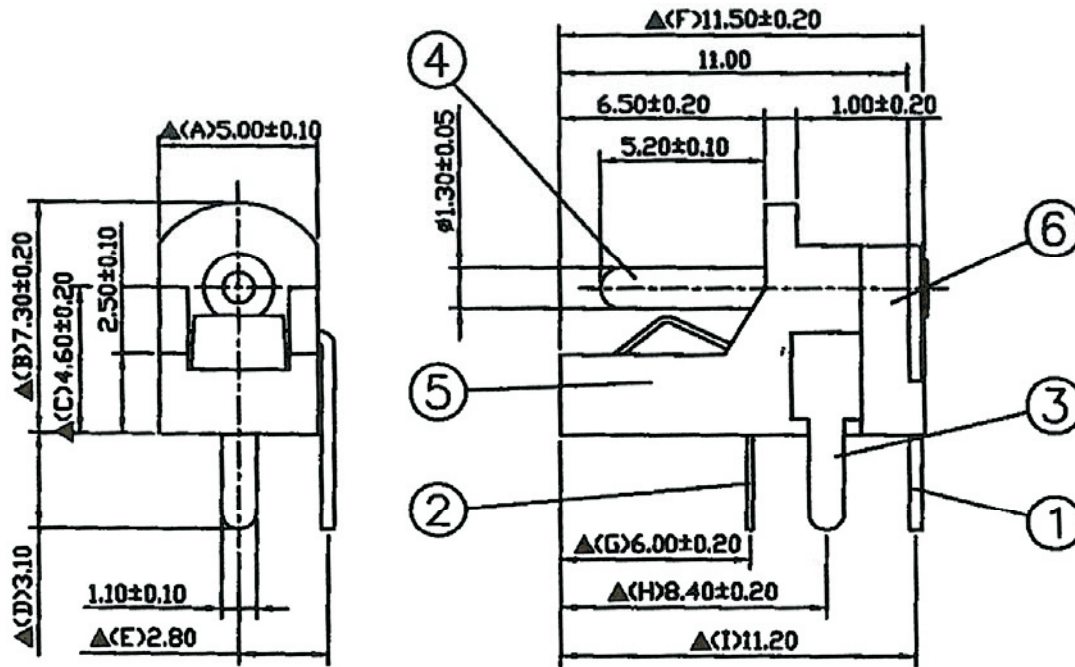 ▲(A)5.00±0.10
▲(B)7.30±0.20
▲(C)4.60±0.20
2.50±0.10
▲(D)3.10
1.10±0.10
▲(E)2.80
▲(F)11.50±0.20
11.00
6.50±0.20
1.00±0.20
5.20±0.10
ø1.30±0.05
4
6
5
3
2
1
▲(G)6.00±0.20
▲(H)8.40±0.20
▲(I)11.20